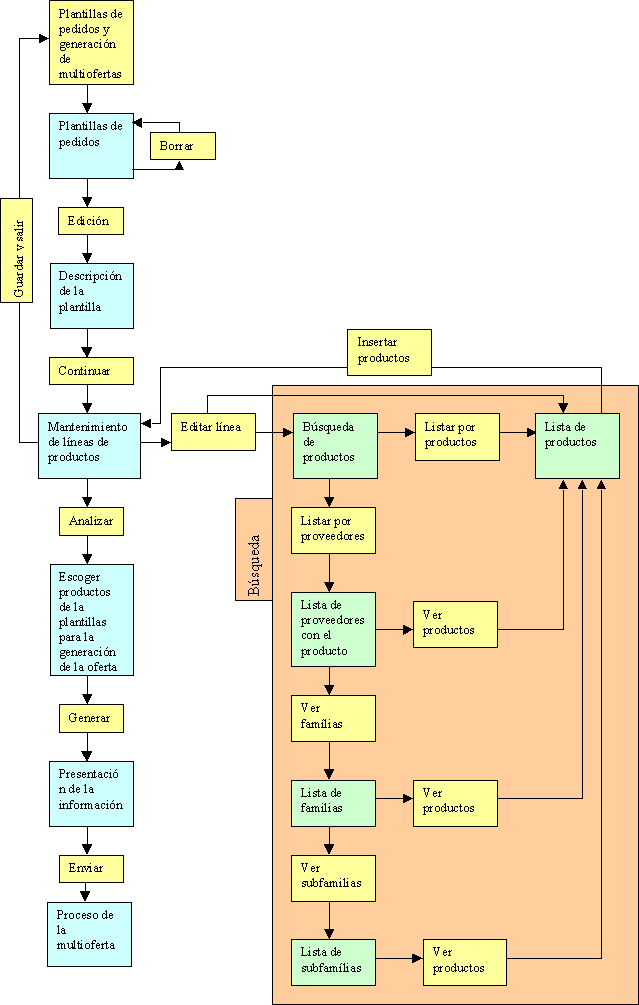 Plantillas de
pedidos y
generación
de
multiofertas
Plantillas de
pedidos
Borrar
Edición
Guardar y salir
Descripción
de la
plantilla
Continuar
Insertar
productos
Mantenimiento
de líneas de
productos
Editar línea
Búsqueda
de
productos
Listar por
productos
Lista de
productos
Analizar
Búsqueda
Listar por
proveedores
Escoger
productos
de la
plantillas
para la
generación
de la oferta
Lista de
proveedores
con el
producto
Ver
productos
Generar
Ver
famílias
Presentació
n de la
información
Lista de
familias
Ver
productos
Enviar
Ver
subfamilias
Proceso de
la
multioferta
Lista de
subfamílias
Ver
productos